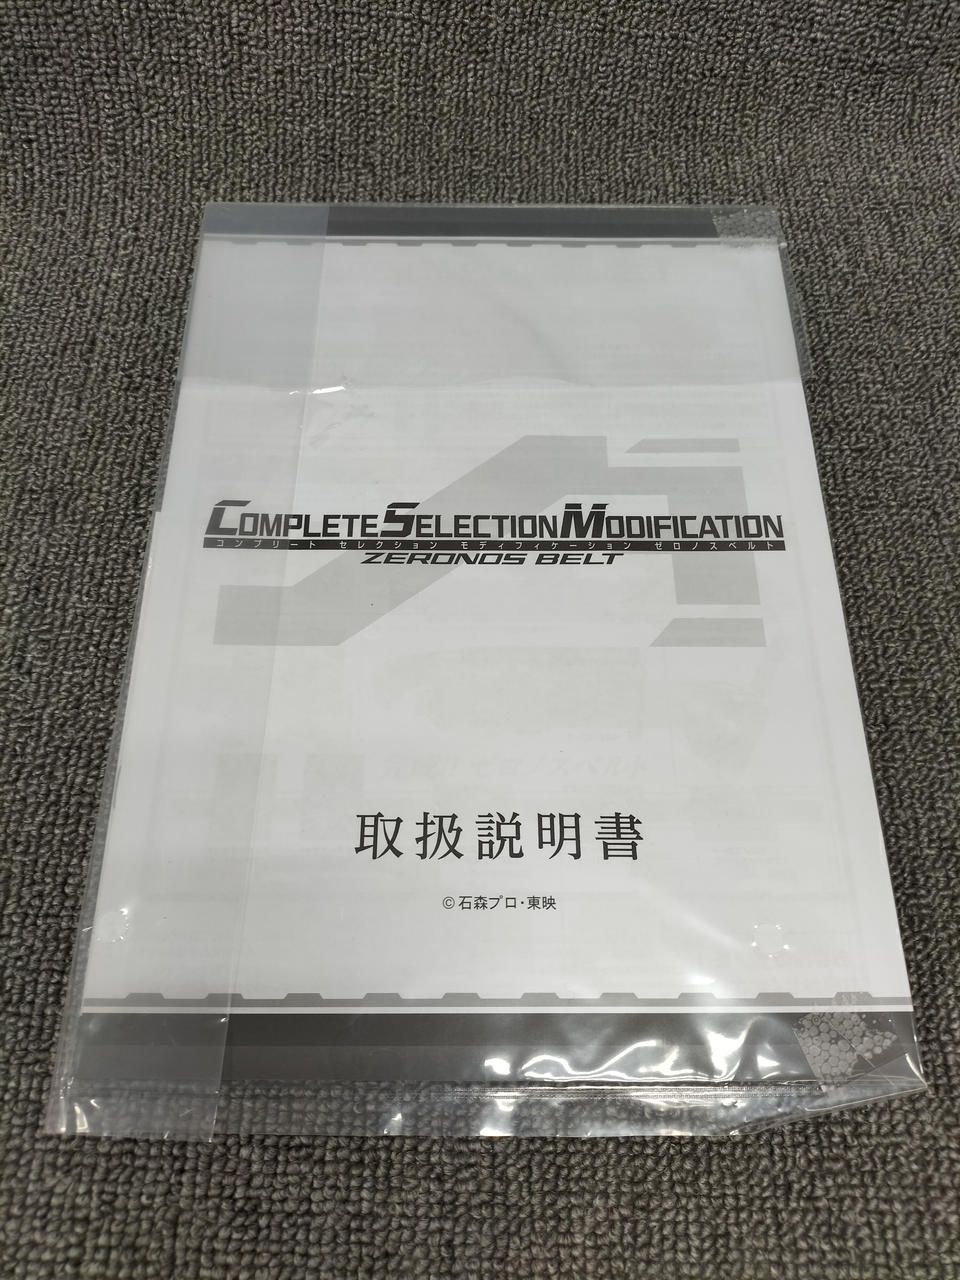 COMPLETE SELECTION MODIFICATION
コンプリート セレクション モディフィケーション ゼロノスベルト
ZERONOS BELT
取扱説明書
©石森プロ・東映